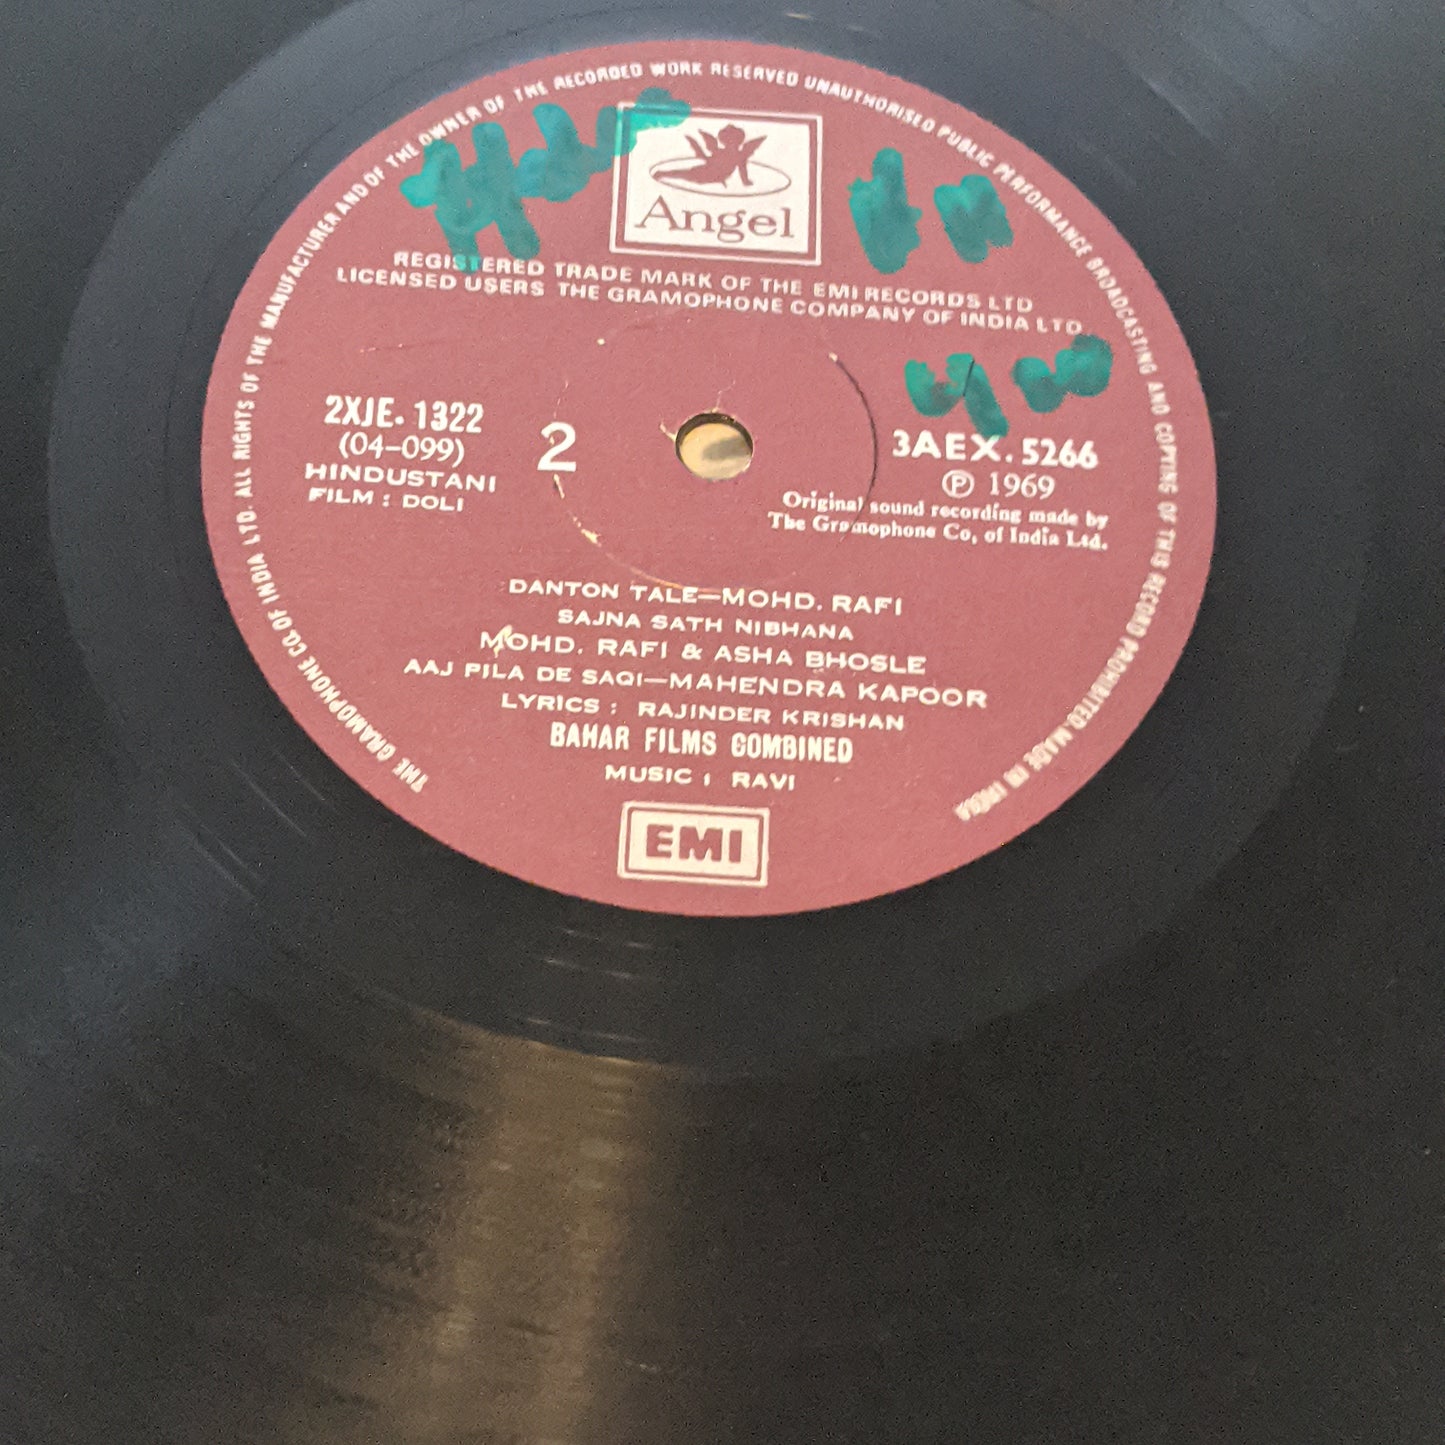 THE GRAMOPHONE CO. OF INDIA LTD. ALL RIGHTS OF THE MANUFACTURER AND OF THE OWNER OF THE RECORDED WORK RESERVED UNAUTHORISED PUBLIC PERFORMANCE BROADCASTING AND COPYING OF THIS RECORD PROHIBITED. MADE IN INDIA
Angel
REGISTERED TRADE MARK OF THE EMI RECORDS LTD
LICENSED USERS THE GRAMOPHONE COMPANY OF INDIA LTD
2XJE. 1322
(04-099)
HINDUSTANI
FILM : DOLI
2
3AEX. 5266
Ⓟ 1969
Original sound recording made by
The Gramophone Co, of India Ltd.
DANTON TALE—MOHD. RAFI
SAJNA SATH NIBHANA
MOHD. RAFI & ASHA BHOSLE
AAJ PILA DE SAQI—MAHENDRA KAPOOR
LYRICS : RAJINDER KRISHAN
BAHAR FILMS COMBINED
MUSIC : RAVI
EMI